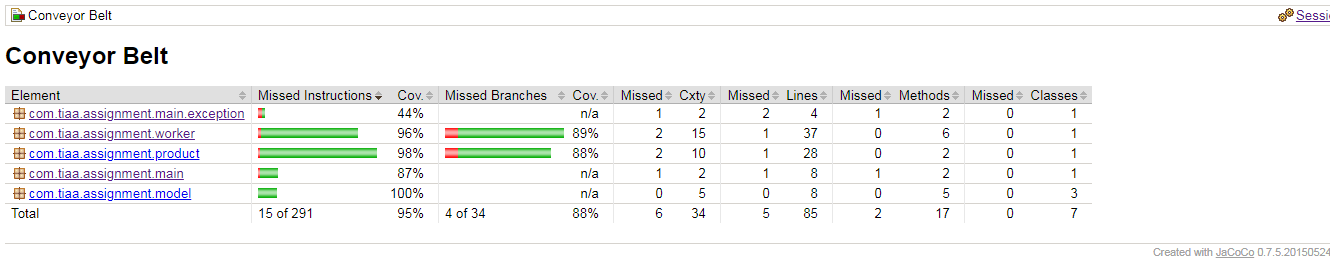 Conveyor Belt Sessi
Conveyor Belt
Element Missed Instructions Cov. Missed Branches Cov. Missed Cxty Missed Lines Missed Methods Missed Classes
com.tiaa.assignment.main.exception 44% n/a 1 2 2 4 1 2 0 1
com.tiaa.assignment.worker 96% 89% 2 15 1 37 0 6 0 1
com.tiaa.assignment.product 98% 88% 2 10 1 28 0 2 0 1
com.tiaa.assignment.main 87% n/a 1 2 1 8 1 2 0 1
com.tiaa.assignment.model 100% n/a 0 5 0 8 0 5 0 3
Total 15 of 291 95% 4 of 34 88% 6 34 5 85 2 17 0 7
Created with JaCoCo 0.7.5.20150524